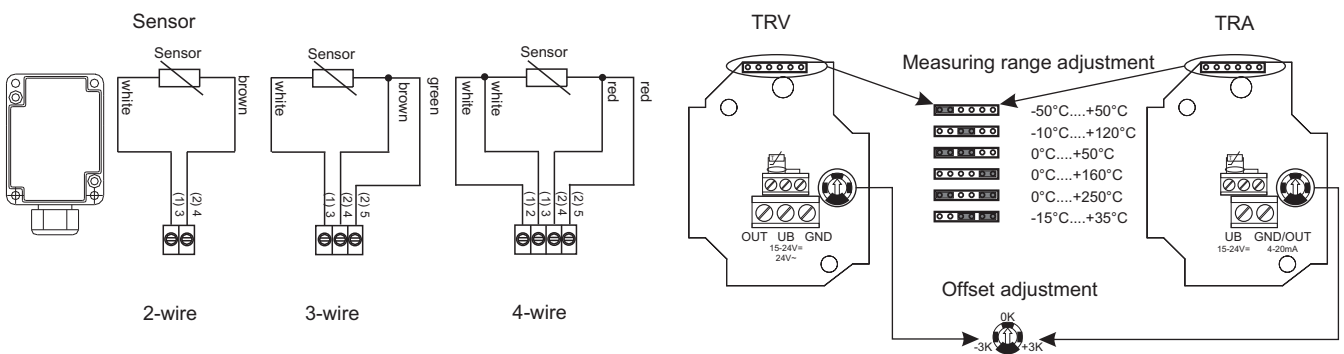 Sensor
Sensor
white
brown
(1) 3
(2) 4
2-wire
Sensor
white
brown
green
(1) 3
(2) 4
(2) 5
3-wire
Sensor
white
white
red
red
(1) 2
(1) 3
(2) 4
(2) 5
4-wire
TRV
OUT UB GND
15-24V=
24V~
Measuring range adjustment
-50°C....+50°C
-10°C....+120°C
0°C....+50°C
0°C....+160°C
0°C....+250°C
-15°C....+35°C
TRA
UB GND/OUT
15-24V= 4-20mA
Offset adjustment
0K
-3K +3K